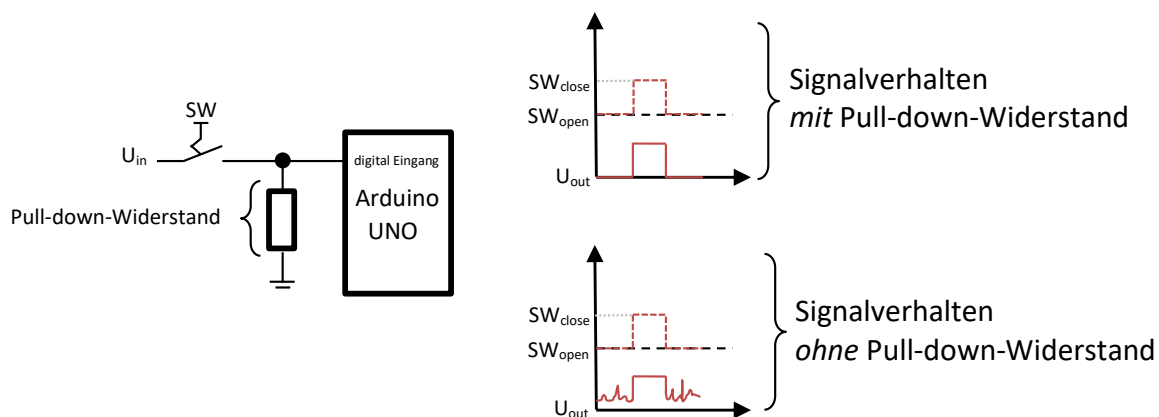 SW
U_in
digital Eingang
Arduino
UNO
Pull-down-Widerstand
SW_close
SW_open
U_out
Signalverhalten
mit Pull-down-Widerstand
SW_close
SW_open
U_out
Signalverhalten
ohne Pull-down-Widerstand